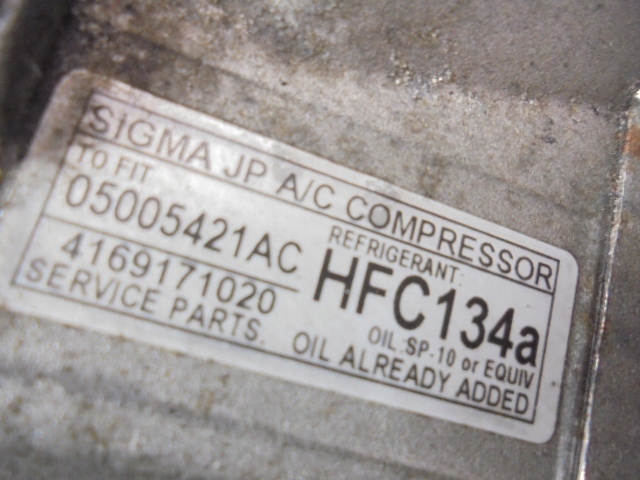 SIGMA JP A/C COMPRESSOR
TO FIT
05005421AC
4169171020
SERVICE PARTS.
REFRIGERANT:
HFC134a
OIL.SP-10 or EQUIV
OIL ALREADY ADDED